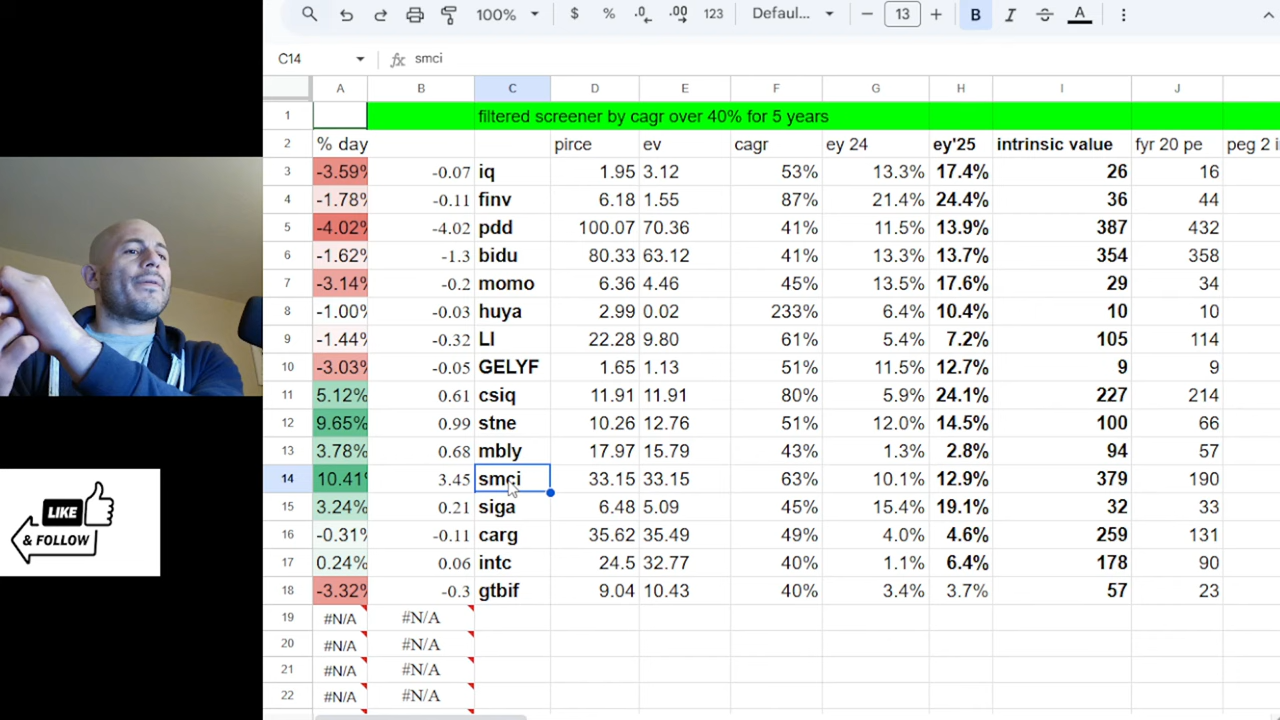 100% $ % .0 .00 123 Defaul... 13 B I S A
C14 fx smci
A B C D E F G H I J
1 filtered screener by cagr over 40% for 5 years
2 % day pirce ev cagr ey 24 ey'25 intrinsic value fyr 20 pe peg 2 i
3 -3.59% -0.07 iq 1.95 3.12 53% 13.3% 17.4% 26 16
4 -1.78% -0.11 finv 6.18 1.55 87% 21.4% 24.4% 36 44
5 -4.02% -4.02 pdd 100.07 70.36 41% 11.5% 13.9% 387 432
6 -1.62% -1.3 bidu 80.33 63.12 41% 13.3% 13.7% 354 358
7 -3.14% -0.2 momo 6.36 4.46 45% 13.5% 17.6% 29 34
8 -1.00% -0.03 huya 2.99 0.02 233% 6.4% 10.4% 10 10
9 -1.44% -0.32 LI 22.28 9.80 61% 5.4% 7.2% 105 114
10 -3.03% -0.05 GELYF 1.65 1.13 51% 11.5% 12.7% 9 9
11 5.12% 0.61 csiq 11.91 11.91 80% 5.9% 24.1% 227 214
12 9.65% 0.99 stne 10.26 12.76 51% 12.0% 14.5% 100 66
13 3.78% 0.68 mbly 17.97 15.79 43% 1.3% 2.8% 94 57
14 10.41% 3.45 smci 33.15 33.15 63% 10.1% 12.9% 379 190
15 3.24% 0.21 siga 6.48 5.09 45% 15.4% 19.1% 32 33
16 -0.31% -0.11 carg 35.62 35.49 49% 4.0% 4.6% 259 131
17 0.24% 0.06 intc 24.5 32.77 40% 1.1% 6.4% 178 90
18 -3.32% -0.3 gtbif 9.04 10.43 40% 3.4% 3.7% 57 23
19 #N/A #N/A
20 #N/A #N/A
21 #N/A #N/A
22 #N/A #N/A
LIKE
& FOLLOW